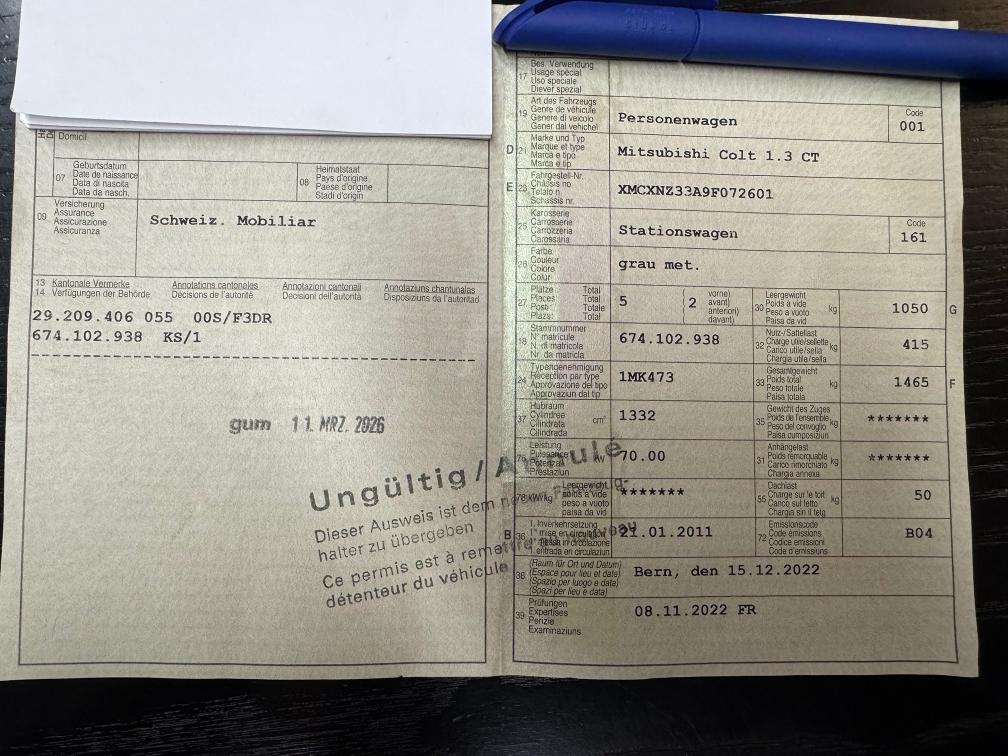 Domicil
07 Geburtsdatum
Date de naissance
Data di nascita
Data da nasch.
08 Heimatstaat
Pays d'origine
Paese d'origine
Stadi d'origin
09 Versicherung
Assurance
Assicurazione
Assicuranza
Schweiz. Mobiliar
13 Kantonale Vermerke Annotations cantonales Annotazioni cantonali Annotaziuns chantunalas
14 Verfügungen der Behörde Décisions de l'autorité Decisioni dell'autorità Disposiziuns da l'autoritad
29.209.406 055 00S/F3DR
674.102.938 KS/1
gum 11. MRZ. 2026
Ungültig / Annulé
Dieser Ausweis ist dem
halter zu übergeben
Ce permis est à remettre
détenteur du véhicule
17 Bes. Verwendung
Usage spécial
Uso speciale
Diever spezial
19 Art des Fahrzeugs
Genre de véhicule
Genere di veicolo
Gener dal vehichel
Personenwagen
Code
001
D 21 Marke und Typ
Marque et type
Marca e tipo
Marca e tip
Mitsubishi Colt 1.3 CT
E 23 Fahrgestell-Nr.
Châssis no
Telaio n.
Schassis nr.
XMCXNZ33A9F072601
25 Karosserie
Carrosserie
Carrozzeria
Carossaria
Stationswagen
Code
161
26 Farbe
Couleur
Colore
Colur
grau met.
27 Plätze Total
Places: Total
Posti: Totale
Plazs: Total
5 ( 2 vorne)
avant)
anteriori)
davant)
30 Leergewicht
Poids à vide
Peso a vuoto
Paisa da vid
kg 1050 G
18 Stammnummer
N° matricule
N. di matricola
Nr. da matricla
674.102.938
32 Nutz-/Sattellast
Charge utile/sellette
Carico utile/sella
Chargia utile/sella
kg 415
24 Typengenehmigung
Réception par type
Approvazione del tipo
Approvaziun dal tip
1MK473
33 Gesamtgewicht
Poids total
Peso totale
Paisa totala
kg 1465 F
37 Hubraum
Cylindrée
Cilindrata
Cilindrada
cm³ 1332
35 Gewicht des Zuges
Poids de l'ensemble
Peso del convoglio
Paisa cumposiziun
kg *******
76 Leistung
Puissance
Potenza
Prestaziun
kW 70.00
31 Anhängelast
Poids remorquable
Carico rimorchiato
Chargia annexa
kg *******
78 kW/kg Leergewicht
poids à vide
peso a vuoto
paisa da vid
*******
55 Dachlast
Charge sur le toit
Carico sul tetto
Chargia sin il tetg
kg 50
B 36 1. Inverkehrsetzung
1. mise en circulation
1. messa in circolazione
1. entrada en circulaziun
21.01.2011
72 Emissionscode
Code émissions
Codice emissioni
Code d'emissiuns
B04
38 (Raum für Ort und Datum)
(Espace pour lieu et date)
(Spazio per luogo e data)
(Spazi per lieu e data)
Bern, den 15.12.2022
39 Prüfungen
Expertises
Perizie
Examinaziuns
08.11.2022 FR